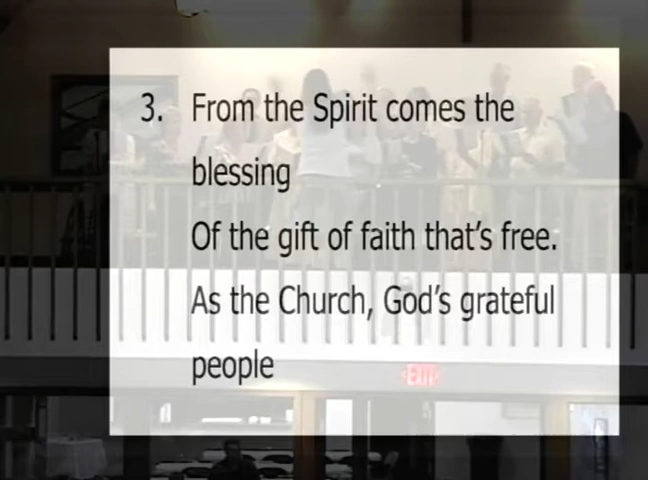 3. From the Spirit comes the
blessing
Of the gift of faith that's free.
As the Church, God's grateful
people
EXIT